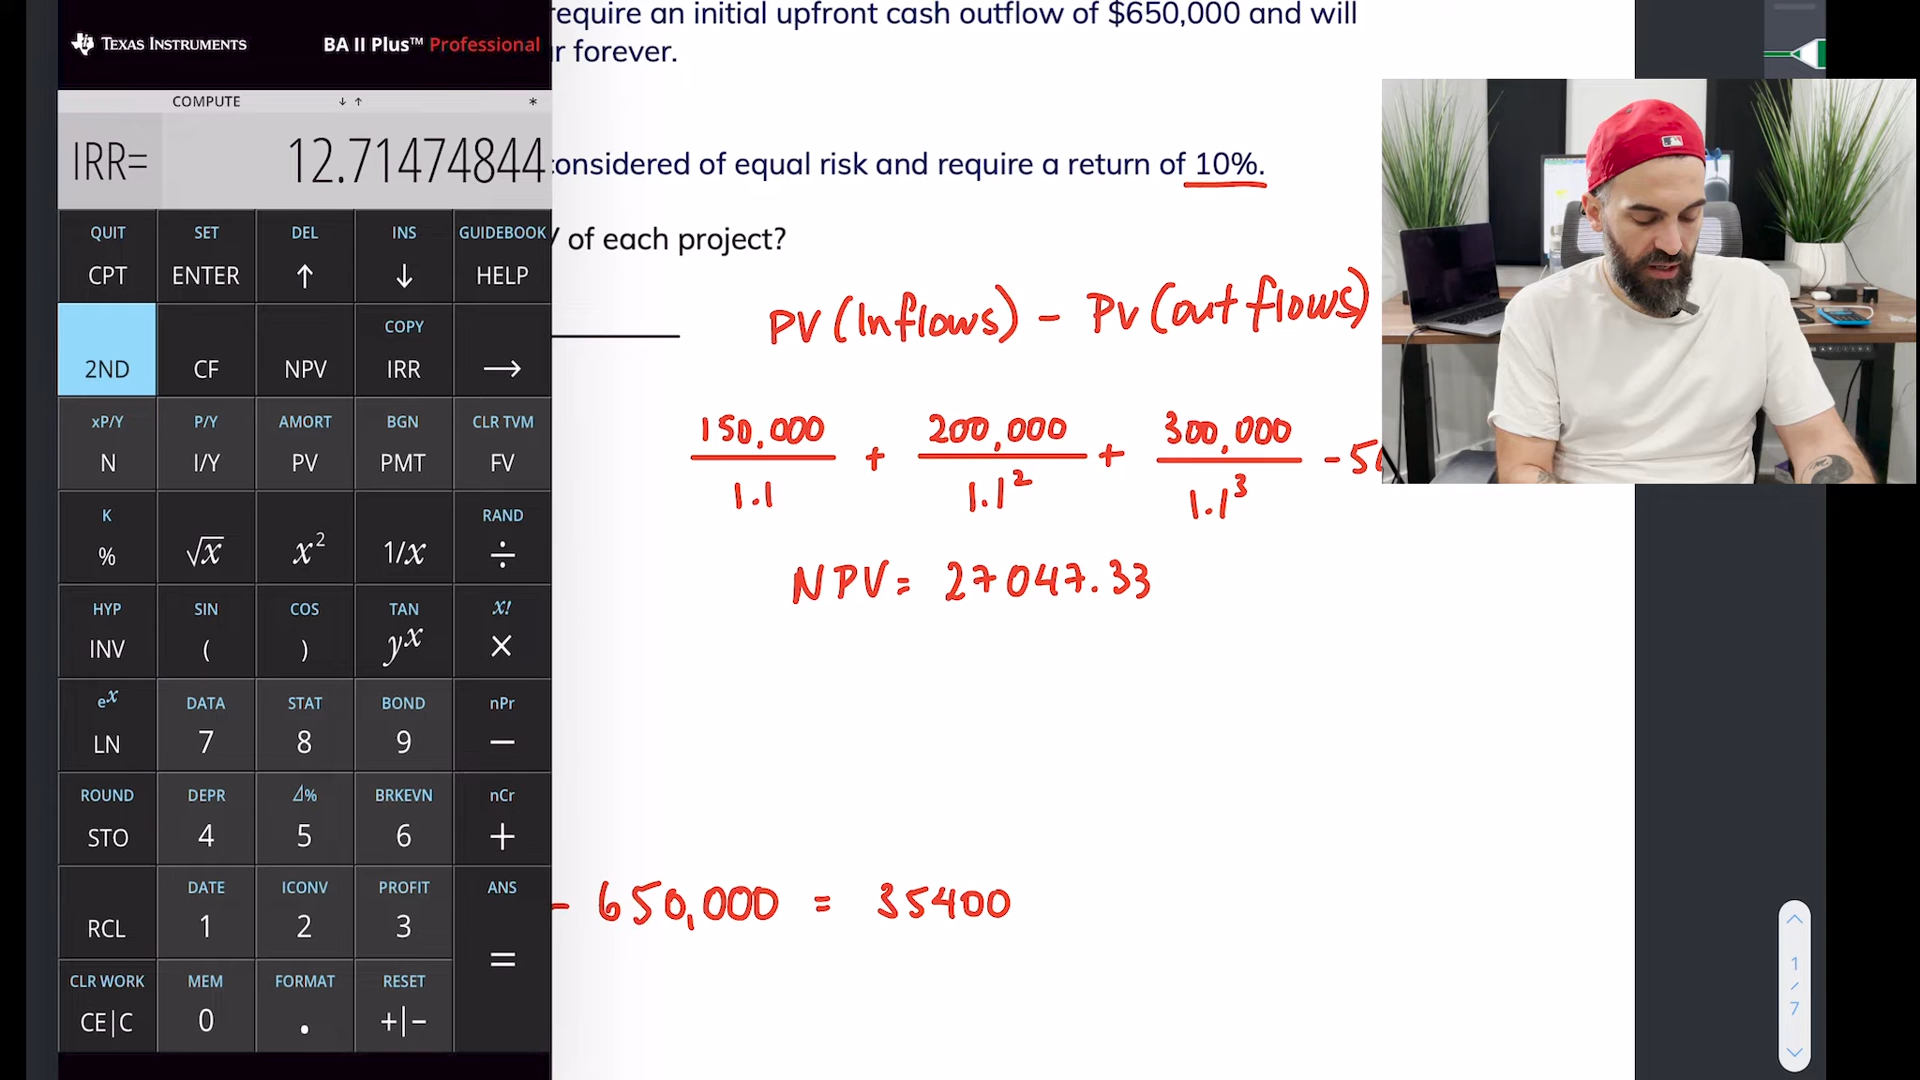 TEXAS INSTRUMENTS BA II Plus™ Professional
COMPUTE ↓ ↑ *
IRR= 12.71474844
QUIT SET DEL INS GUIDEBOOK
CPT ENTER ↑ ↓ HELP
COPY
2ND CF NPV IRR →
xP/Y P/Y AMORT BGN CLR TVM
N I/Y PV PMT FV
K RAND
% √x x² 1/x ÷
HYP SIN COS TAN x!
INV ( ) yˣ ×
eˣ DATA STAT BOND nPr
LN 7 8 9 −
ROUND DEPR Δ% BRKEVN nCr
STO 4 5 6 +
DATE ICONV PROFIT ANS
RCL 1 2 3 =
CLR WORK MEM FORMAT RESET
CE|C 0 . +|−
equire an initial upfront cash outflow of $650,000 and will
r forever.
onsidered of equal risk and require a return of 10%.
of each project?
PV (Inflows) - PV (outflows)
150,000 / 1.1 + 200,000 / 1.1² + 300,000 / 1.1³ - 5
NPV = 27047.33
- 650,000 = 35400
1
/
7